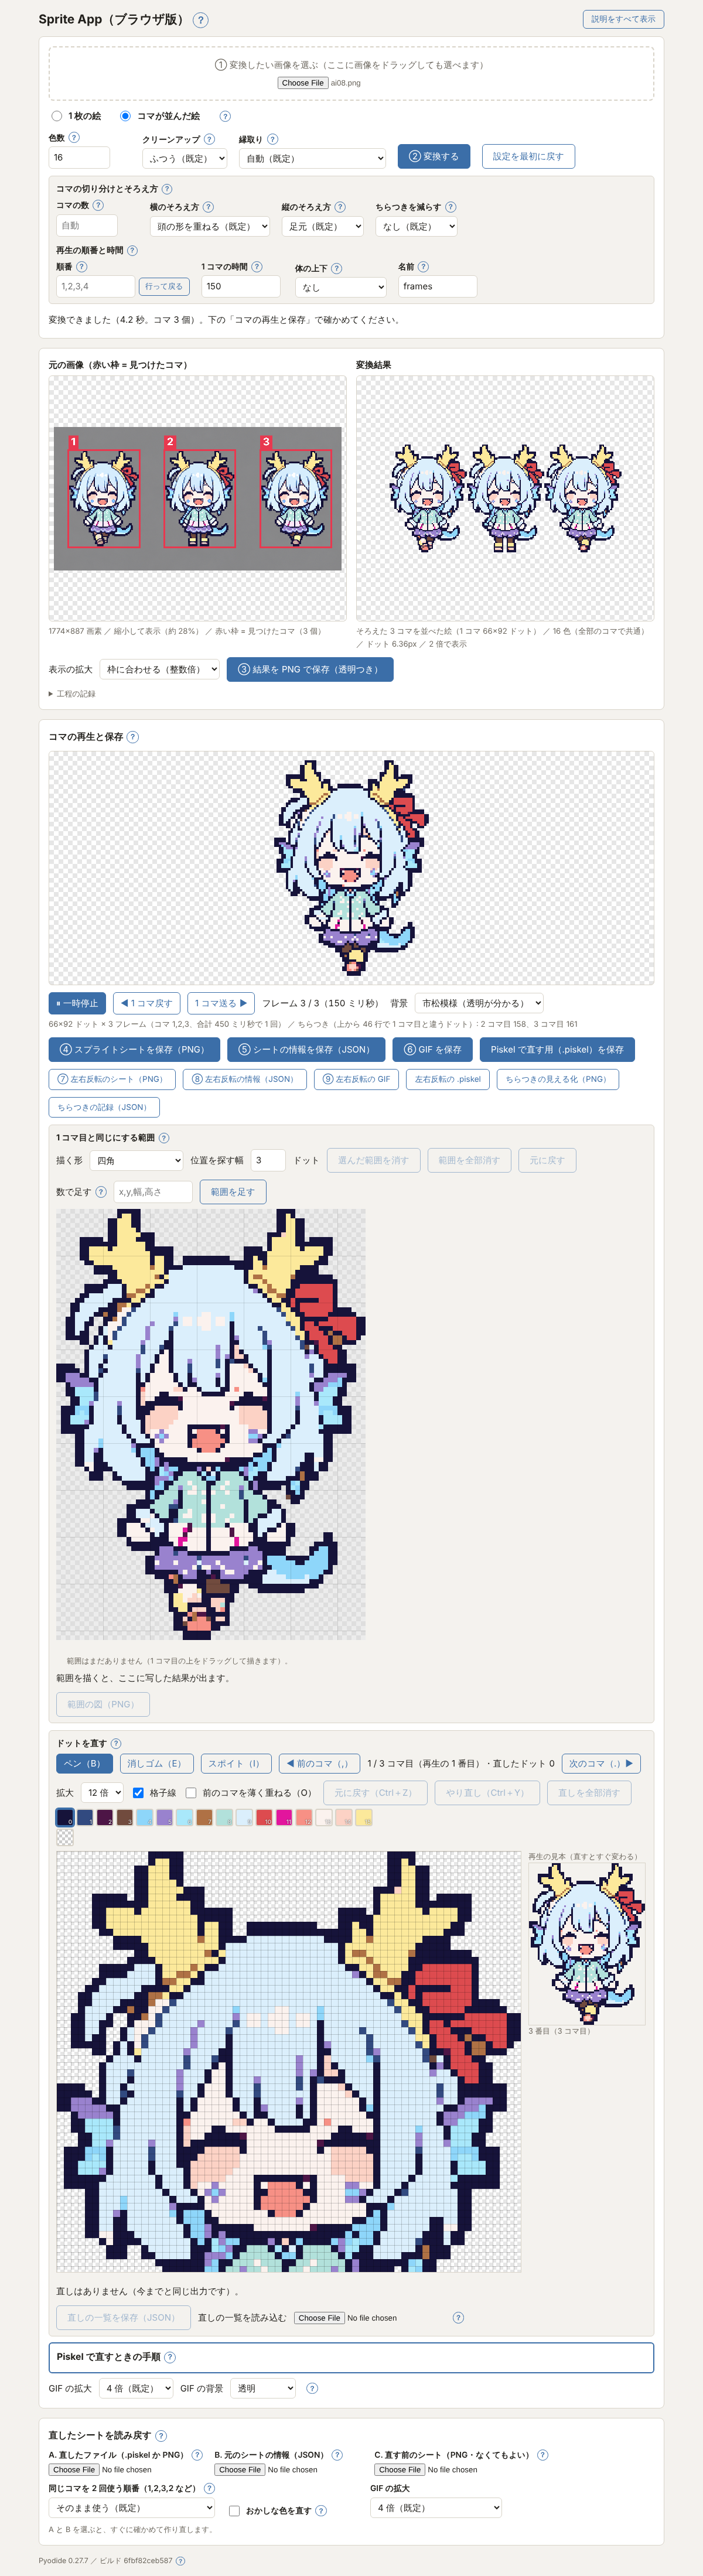 Sprite App（ブラウザ版） ?
説明をすべて表示
① 変換したい画像を選ぶ（ここに画像をドラッグしても選べます）
Choose File ai08.png
1 枚の絵 コマが並んだ絵 ?
色数 ? クリーンアップ ? 縁取り ?
16 ふつう（既定） 自動（既定） ② 変換する 設定を最初に戻す
コマの切り分けとそろえ方 ?
コマの数 ? 横のそろえ方 ? 縦のそろえ方 ? ちらつきを減らす ?
自動 頭の形を重ねる（既定） 足元（既定） なし（既定）
再生の順番と時間 ?
順番 ? 1 コマの時間 ? 体の上下 ? 名前 ?
1,2,3,4 行って戻る 150 なし frames
変換できました（4.2 秒。コマ 3 個）。下の「コマの再生と保存」で確かめてください。
元の画像（赤い枠 = 見つけたコマ） 変換結果
1 2 3
1774×887 画素 ／ 縮小して表示（約 28%） ／ 赤い枠 = 見つけたコマ（3 個）
そろえた 3 コマを並べた絵（1 コマ 66×92 ドット） ／ 16 色（全部のコマで共通） ／ ドット 6.36px ／ 2 倍で表示
表示の拡大 枠に合わせる（整数倍） ③ 結果を PNG で保存（透明つき）
▶ 工程の記録
コマの再生と保存 ?
⏸ 一時停止 ◀ 1 コマ戻す 1 コマ送る ▶ フレーム 3 / 3（150 ミリ秒） 背景 市松模様（透明が分かる）
66×92 ドット × 3 フレーム（コマ 1,2,3、合計 450 ミリ秒で 1 回） ／ ちらつき（上から 46 行で 1 コマ目と違うドット）: 2 コマ目 158、3 コマ目 161
④ スプライトシートを保存（PNG） ⑤ シートの情報を保存（JSON） ⑥ GIF を保存 Piskel で直す用（.piskel）を保存
⑦ 左右反転のシート（PNG） ⑧ 左右反転の情報（JSON） ⑨ 左右反転の GIF 左右反転の .piskel ちらつきの見える化（PNG）
ちらつきの記録（JSON）
1 コマ目と同じにする範囲 ?
描く形 四角 位置を探す幅 3 ドット 選んだ範囲を消す 範囲を全部消す 元に戻す
数で足す ? x,y,幅,高さ 範囲を足す
範囲はまだありません（1 コマ目の上をドラッグして描きます）。
範囲を描くと、ここに写した結果が出ます。
範囲の図（PNG）
ドットを直す ?
ペン（B） 消しゴム（E） スポイト（I） ◀ 前のコマ（,） 1 / 3 コマ目（再生の 1 番目）・直したドット 0 次のコマ（.）▶
拡大 12 倍 格子線 前のコマを薄く重ねる（O） 元に戻す（Ctrl＋Z） やり直し（Ctrl＋Y） 直しを全部消す
0 1 2 3 4 5 6 7 8 9 10 11 12 13 14 15
再生の見本（直すとすぐ変わる）
3 番目（3 コマ目）
直しはありません（今までと同じ出力です）。
直しの一覧を保存（JSON） 直しの一覧を読み込む Choose File No file chosen ?
Piskel で直すときの手順 ?
GIF の拡大 4 倍（既定） GIF の背景 透明 ?
直したシートを読み戻す ?
A. 直したファイル（.piskel か PNG） ? B. 元のシートの情報（JSON） ? C. 直す前のシート（PNG・なくてもよい） ?
Choose File No file chosen Choose File No file chosen Choose File No file chosen
同じコマを 2 回使う順番（1,2,3,2 など） ? GIF の拡大
そのまま使う（既定） おかしな色を直す ? 4 倍（既定）
A と B を選ぶと、すぐに確かめて作り直します。
Pyodide 0.27.7 ／ ビルド 6fbf82ceb587 ?